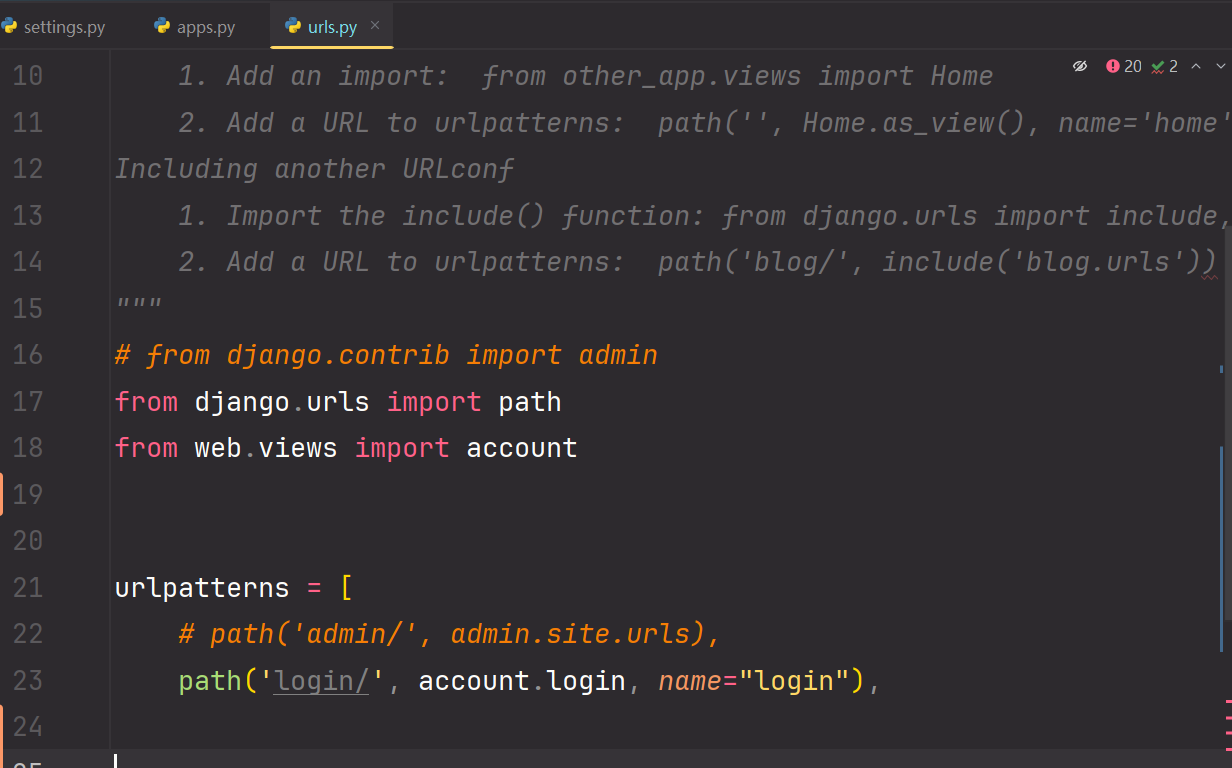 settings.py apps.py urls.py
20 2
10 1. Add an import:  from other_app.views import Home
11 2. Add a URL to urlpatterns:  path('', Home.as_view(), name='home'
12 Including another URLconf
13 1. Import the include() function: from django.urls import include,
14 2. Add a URL to urlpatterns:  path('blog/', include('blog.urls'))
15 """
16 # from django.contrib import admin
17 from django.urls import path
18 from web.views import account
19
20
21 urlpatterns = [
22 # path('admin/', admin.site.urls),
23 path('login/', account.login, name="login"),
24
25